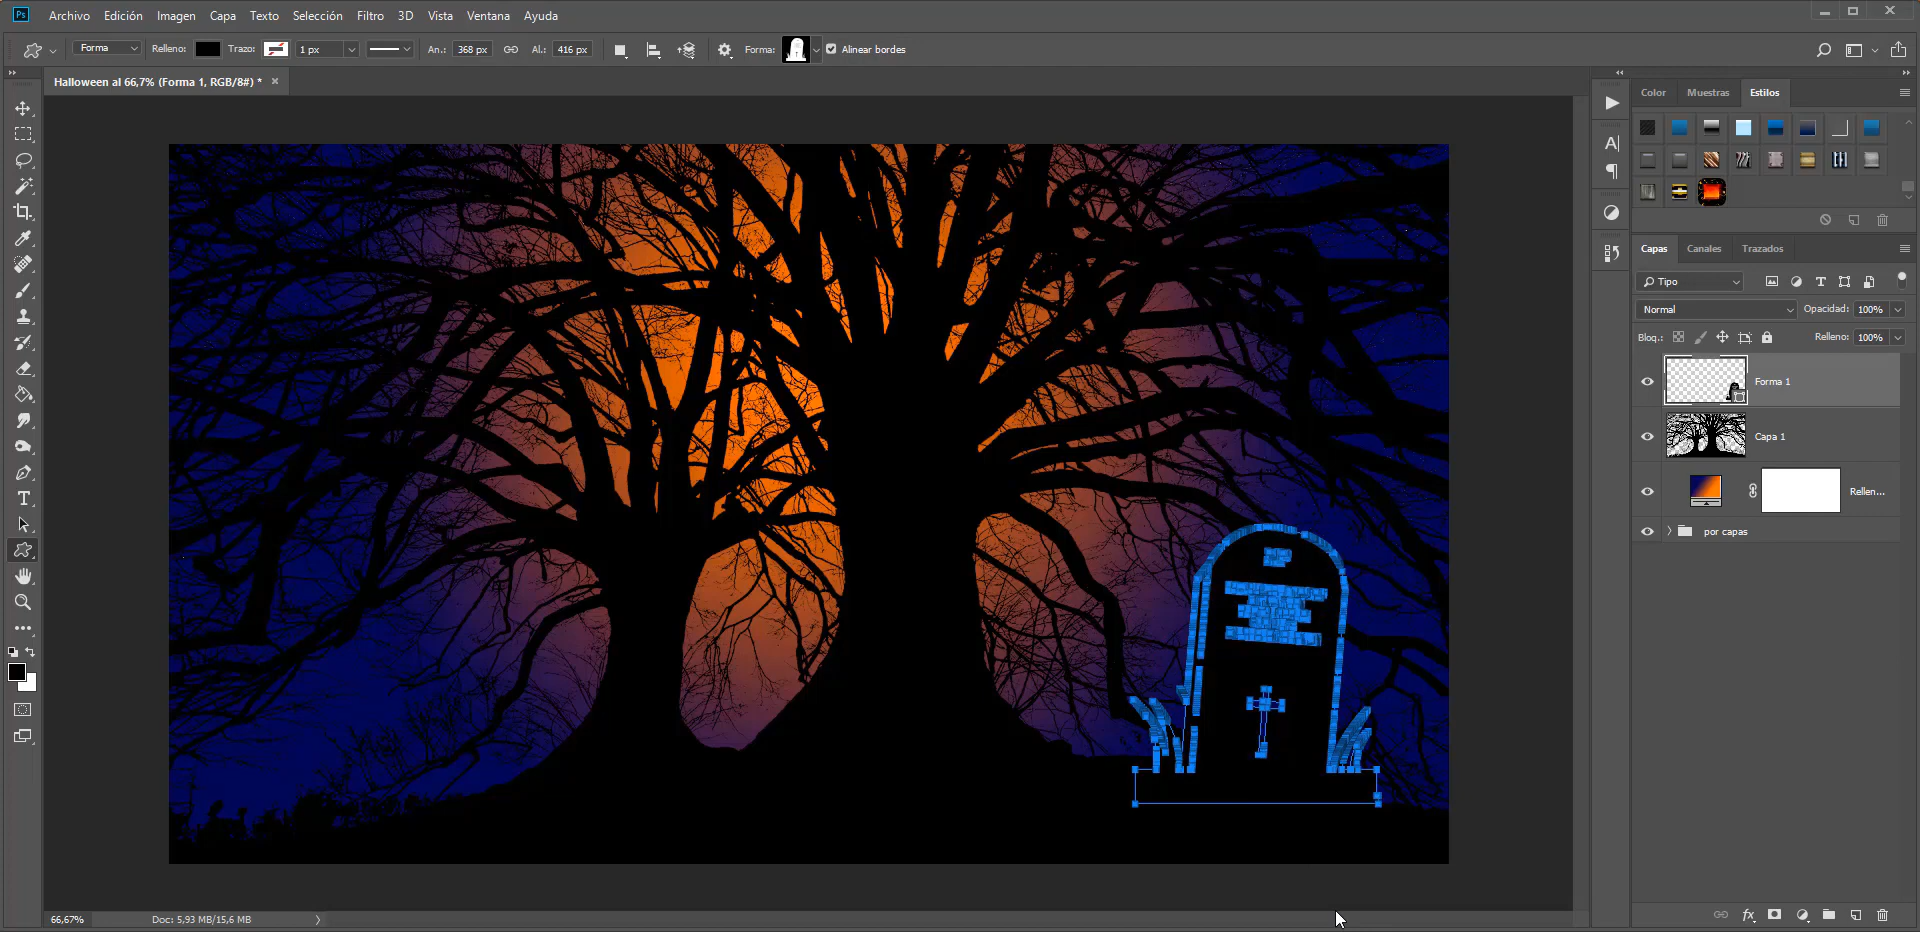 Ps Archivo Edición Imagen Capa Texto Selección Filtro 3D Vista Ventana Ayuda
Forma Relleno: Trazo: 1 px An.: 368 px Al.: 416 px Forma: Alinear bordes
Halloween al 66,7% (Forma 1, RGB/8#) *
Color Muestras Estilos
Capas Canales Trazados
Tipo
Normal Opacidad: 100%
Bloq.: Relleno: 100%
Forma 1
Capa 1
Rellen...
por capas
66,67% Doc: 5,93 MB/15,6 MB